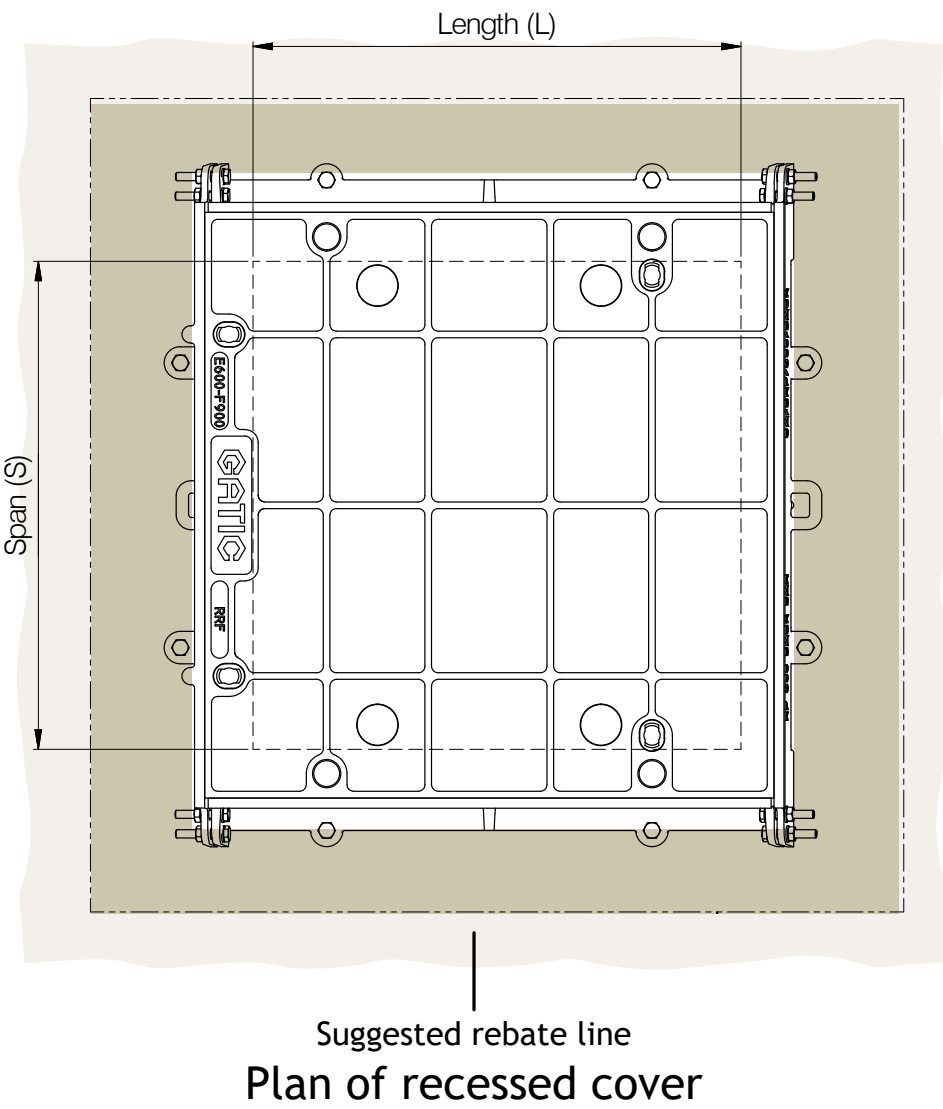 Length (L)
Span (S)
E600-F900
GATIC
RRF
Suggested rebate line
Plan of recessed cover